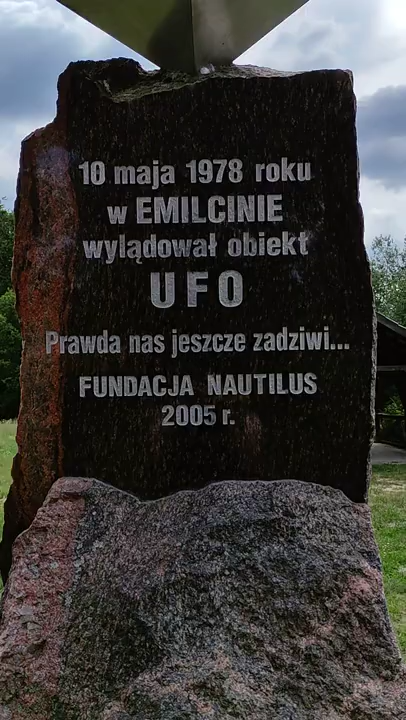 10 maja 1978 roku
w EMILCINIE
wylądował obiekt
UFO
Prawda nas jeszcze zadziwi...
FUNDACJA NAUTILUS
2005 r.